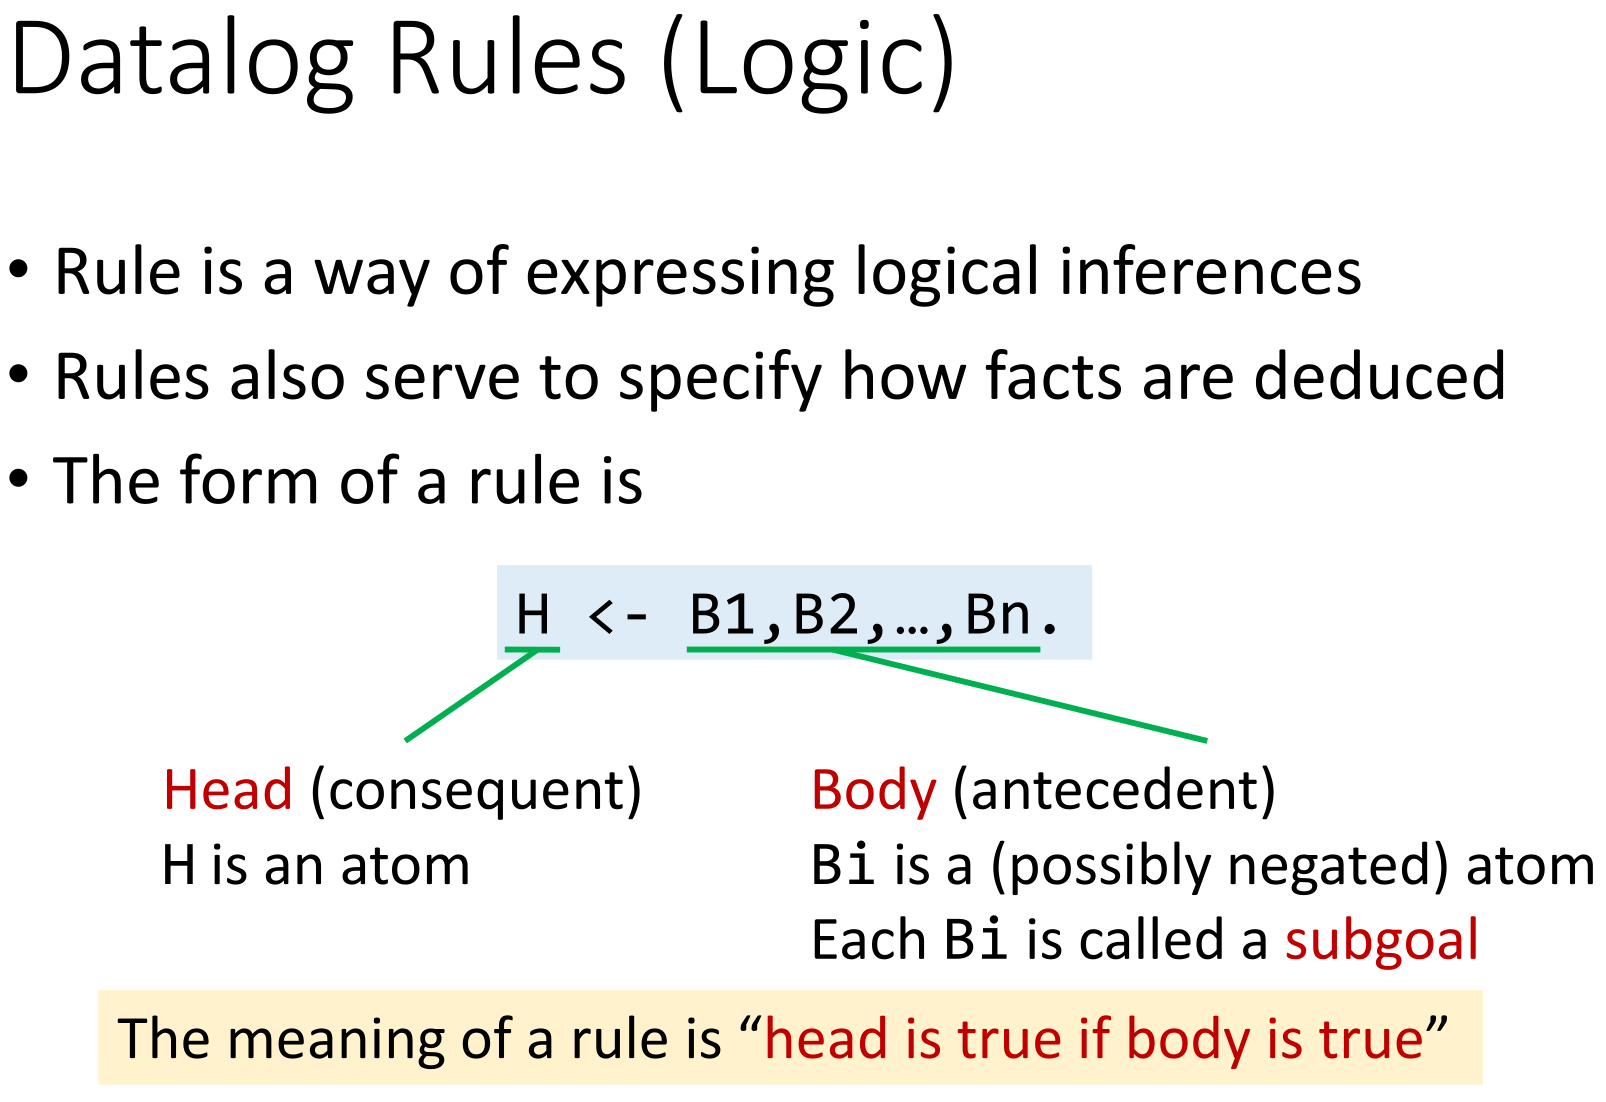 Datalog Rules (Logic)
• Rule is a way of expressing logical inferences
• Rules also serve to specify how facts are deduced
• The form of a rule is
H <- B1,B2,…,Bn.
Head (consequent)
H is an atom
Body (antecedent)
Bi is a (possibly negated) atom
Each Bi is called a subgoal
The meaning of a rule is “head is true if body is true”